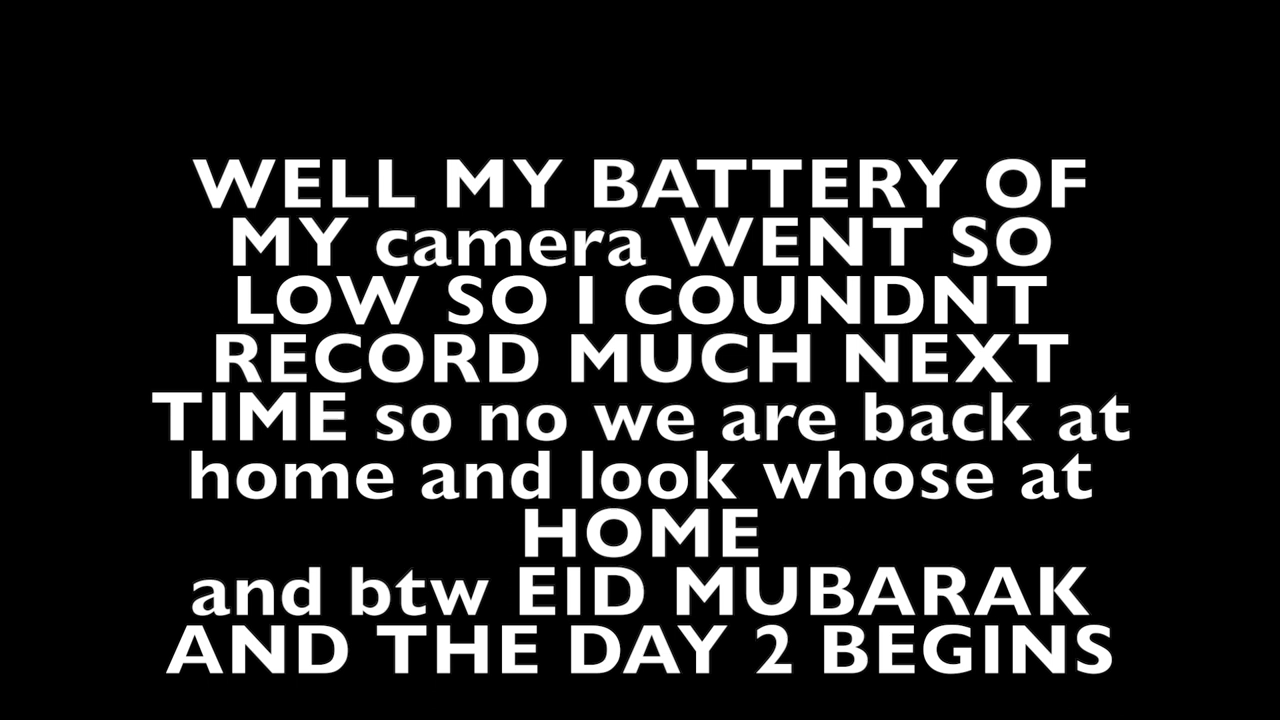 WELL MY BATTERY OF
MY camera WENT SO
LOW SO I COUNDNT
RECORD MUCH NEXT
TIME so no we are back at
home and look whose at
HOME
and btw EID MUBARAK
AND THE DAY 2 BEGINS